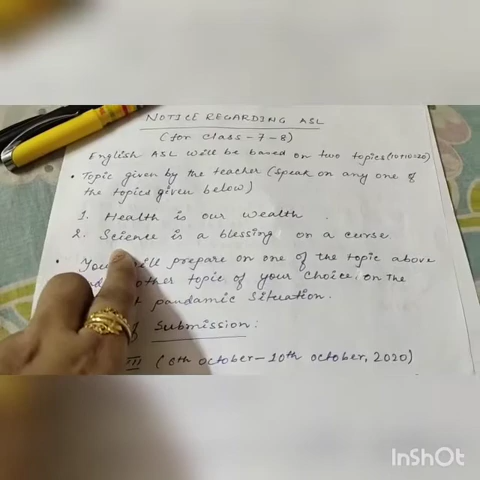 NOTICE REGARDING ASL
(for class-7-8)
English ASL will be based on two topics (10+10=20)
• Topic given by the teacher (speak on any one of
the topics given below)
1. Health is our wealth.
2. Science is a blessing on a curse
• You will prepare on one of the topic above
other topic of your choice, on the
pandamic situation.
of Submission:
III (6th october-10th october, 2020)
InShOt